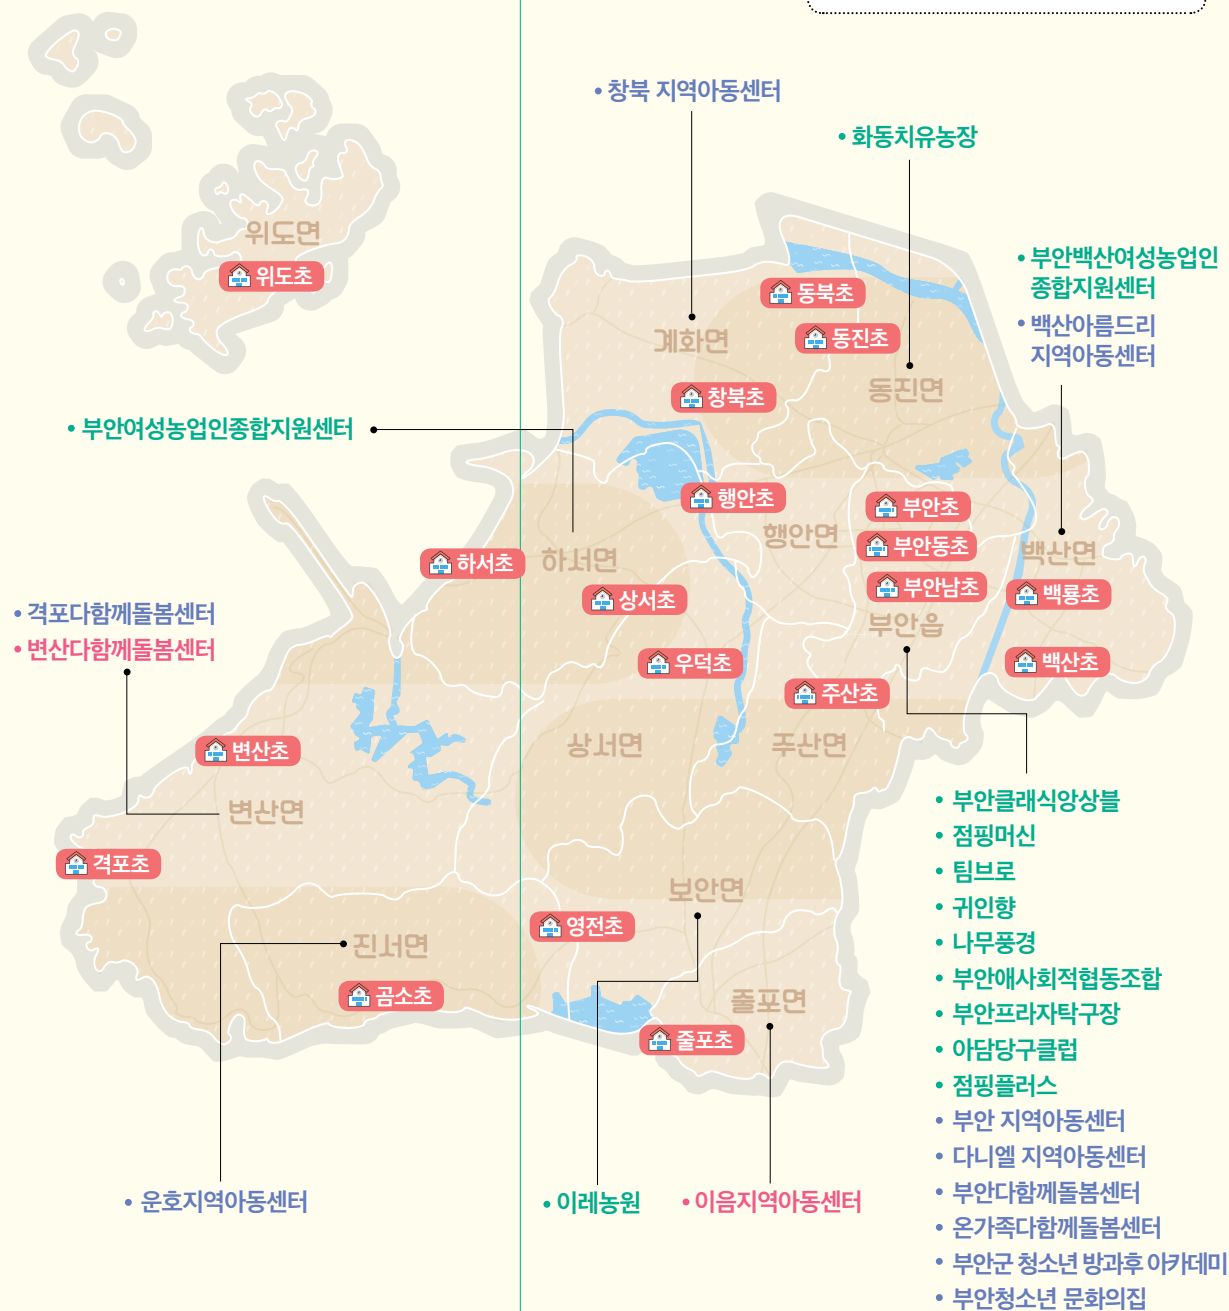 • 창북 지역아동센터
• 화동치유농장
위도면
위도초
• 부안백산여성농업인
종합지원센터
• 백산아름드리
지역아동센터
동북초
동진초
계화면
동진면
창북초
• 부안여성농업인종합지원센터
행안초
부안초
행안면
부안동초
백산면
하서초
하서면
부안남초
백룡초
상서초
• 격포다함께돌봄센터
• 변산다함께돌봄센터
부안읍
우덕초
백산초
주산초
변산초
상서면
주산면
변산면
격포초
보안면
영전초
진서면
곰소초
줄포면
줄포초
• 부안클래식앙상블
• 점핑머신
• 팀브로
• 귀인향
• 나무풍경
• 부안애사회적협동조합
• 부안프라자탁구장
• 아담당구클럽
• 점핑플러스
• 부안 지역아동센터
• 다니엘 지역아동센터
• 부안다함께돌봄센터
• 온가족다함께돌봄센터
• 부안군 청소년 방과후 아카데미
• 부안청소년 문화의집
• 운호지역아동센터
• 이레농원
• 이음지역아동센터